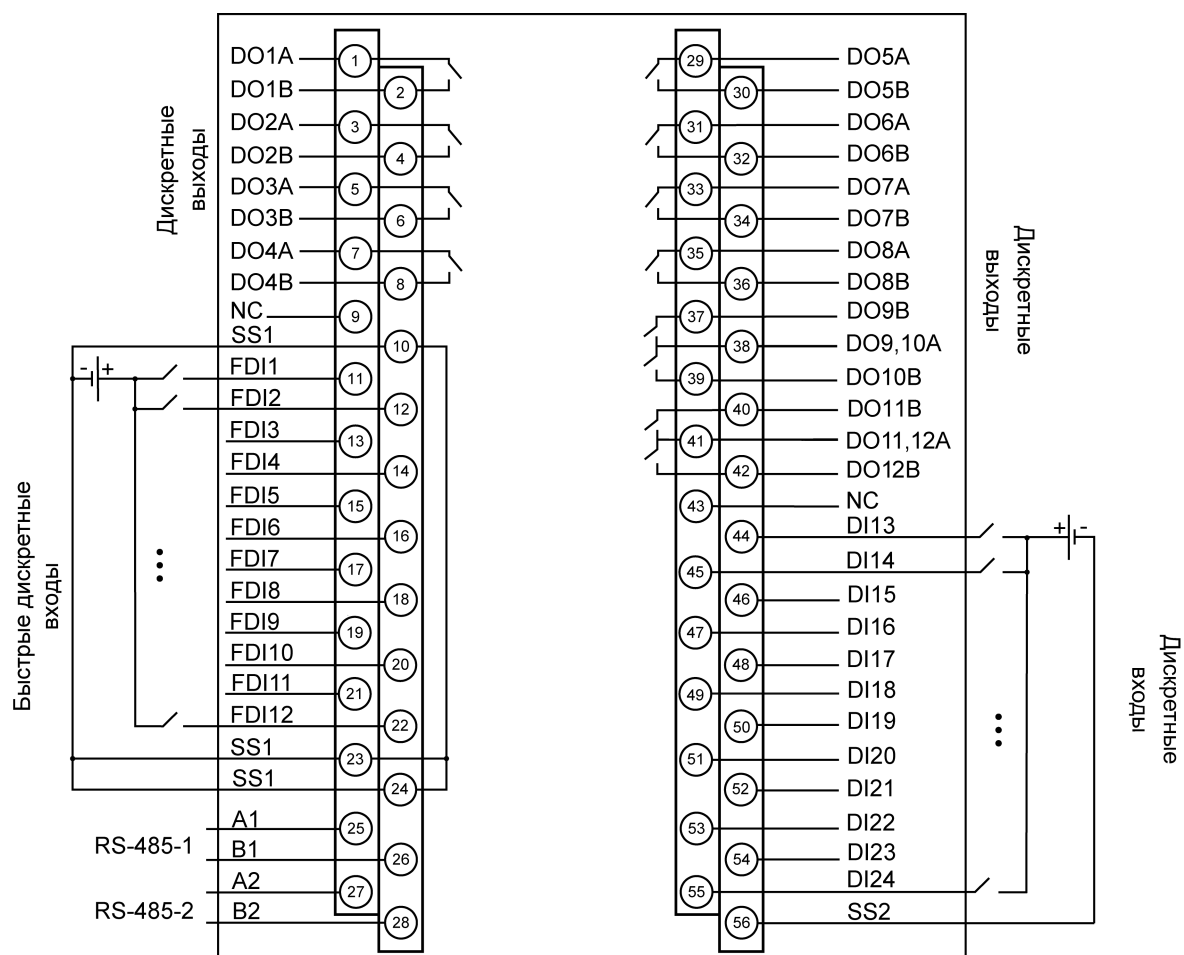 Дискретные
выходы
DO1A 1
DO1B 2
DO2A 3
DO2B 4
DO3A 5
DO3B 6
DO4A 7
DO4B 8
NC 9
SS1 10
- +
FDI1 11
FDI2 12
FDI3 13
FDI4 14
FDI5 15
FDI6 16
FDI7 17
FDI8 18
FDI9 19
FDI10 20
FDI11 21
FDI12 22
SS1 23
SS1 24
Быстрые дискретные
входы
RS-485-1
A1 25
B1 26
RS-485-2
A2 27
B2 28
29 DO5A
30 DO5B
31 DO6A
32 DO6B
33 DO7A
34 DO7B
35 DO8A
36 DO8B
37 DO9B
38 DO9,10A
39 DO10B
40 DO11B
41 DO11,12A
42 DO12B
43 NC
44 DI13
45 DI14
46 DI15
47 DI16
48 DI17
49 DI18
50 DI19
51 DI20
52 DI21
53 DI22
54 DI23
55 DI24
56 SS2
+ -
Дискретные
выходы
Дискретные
входы